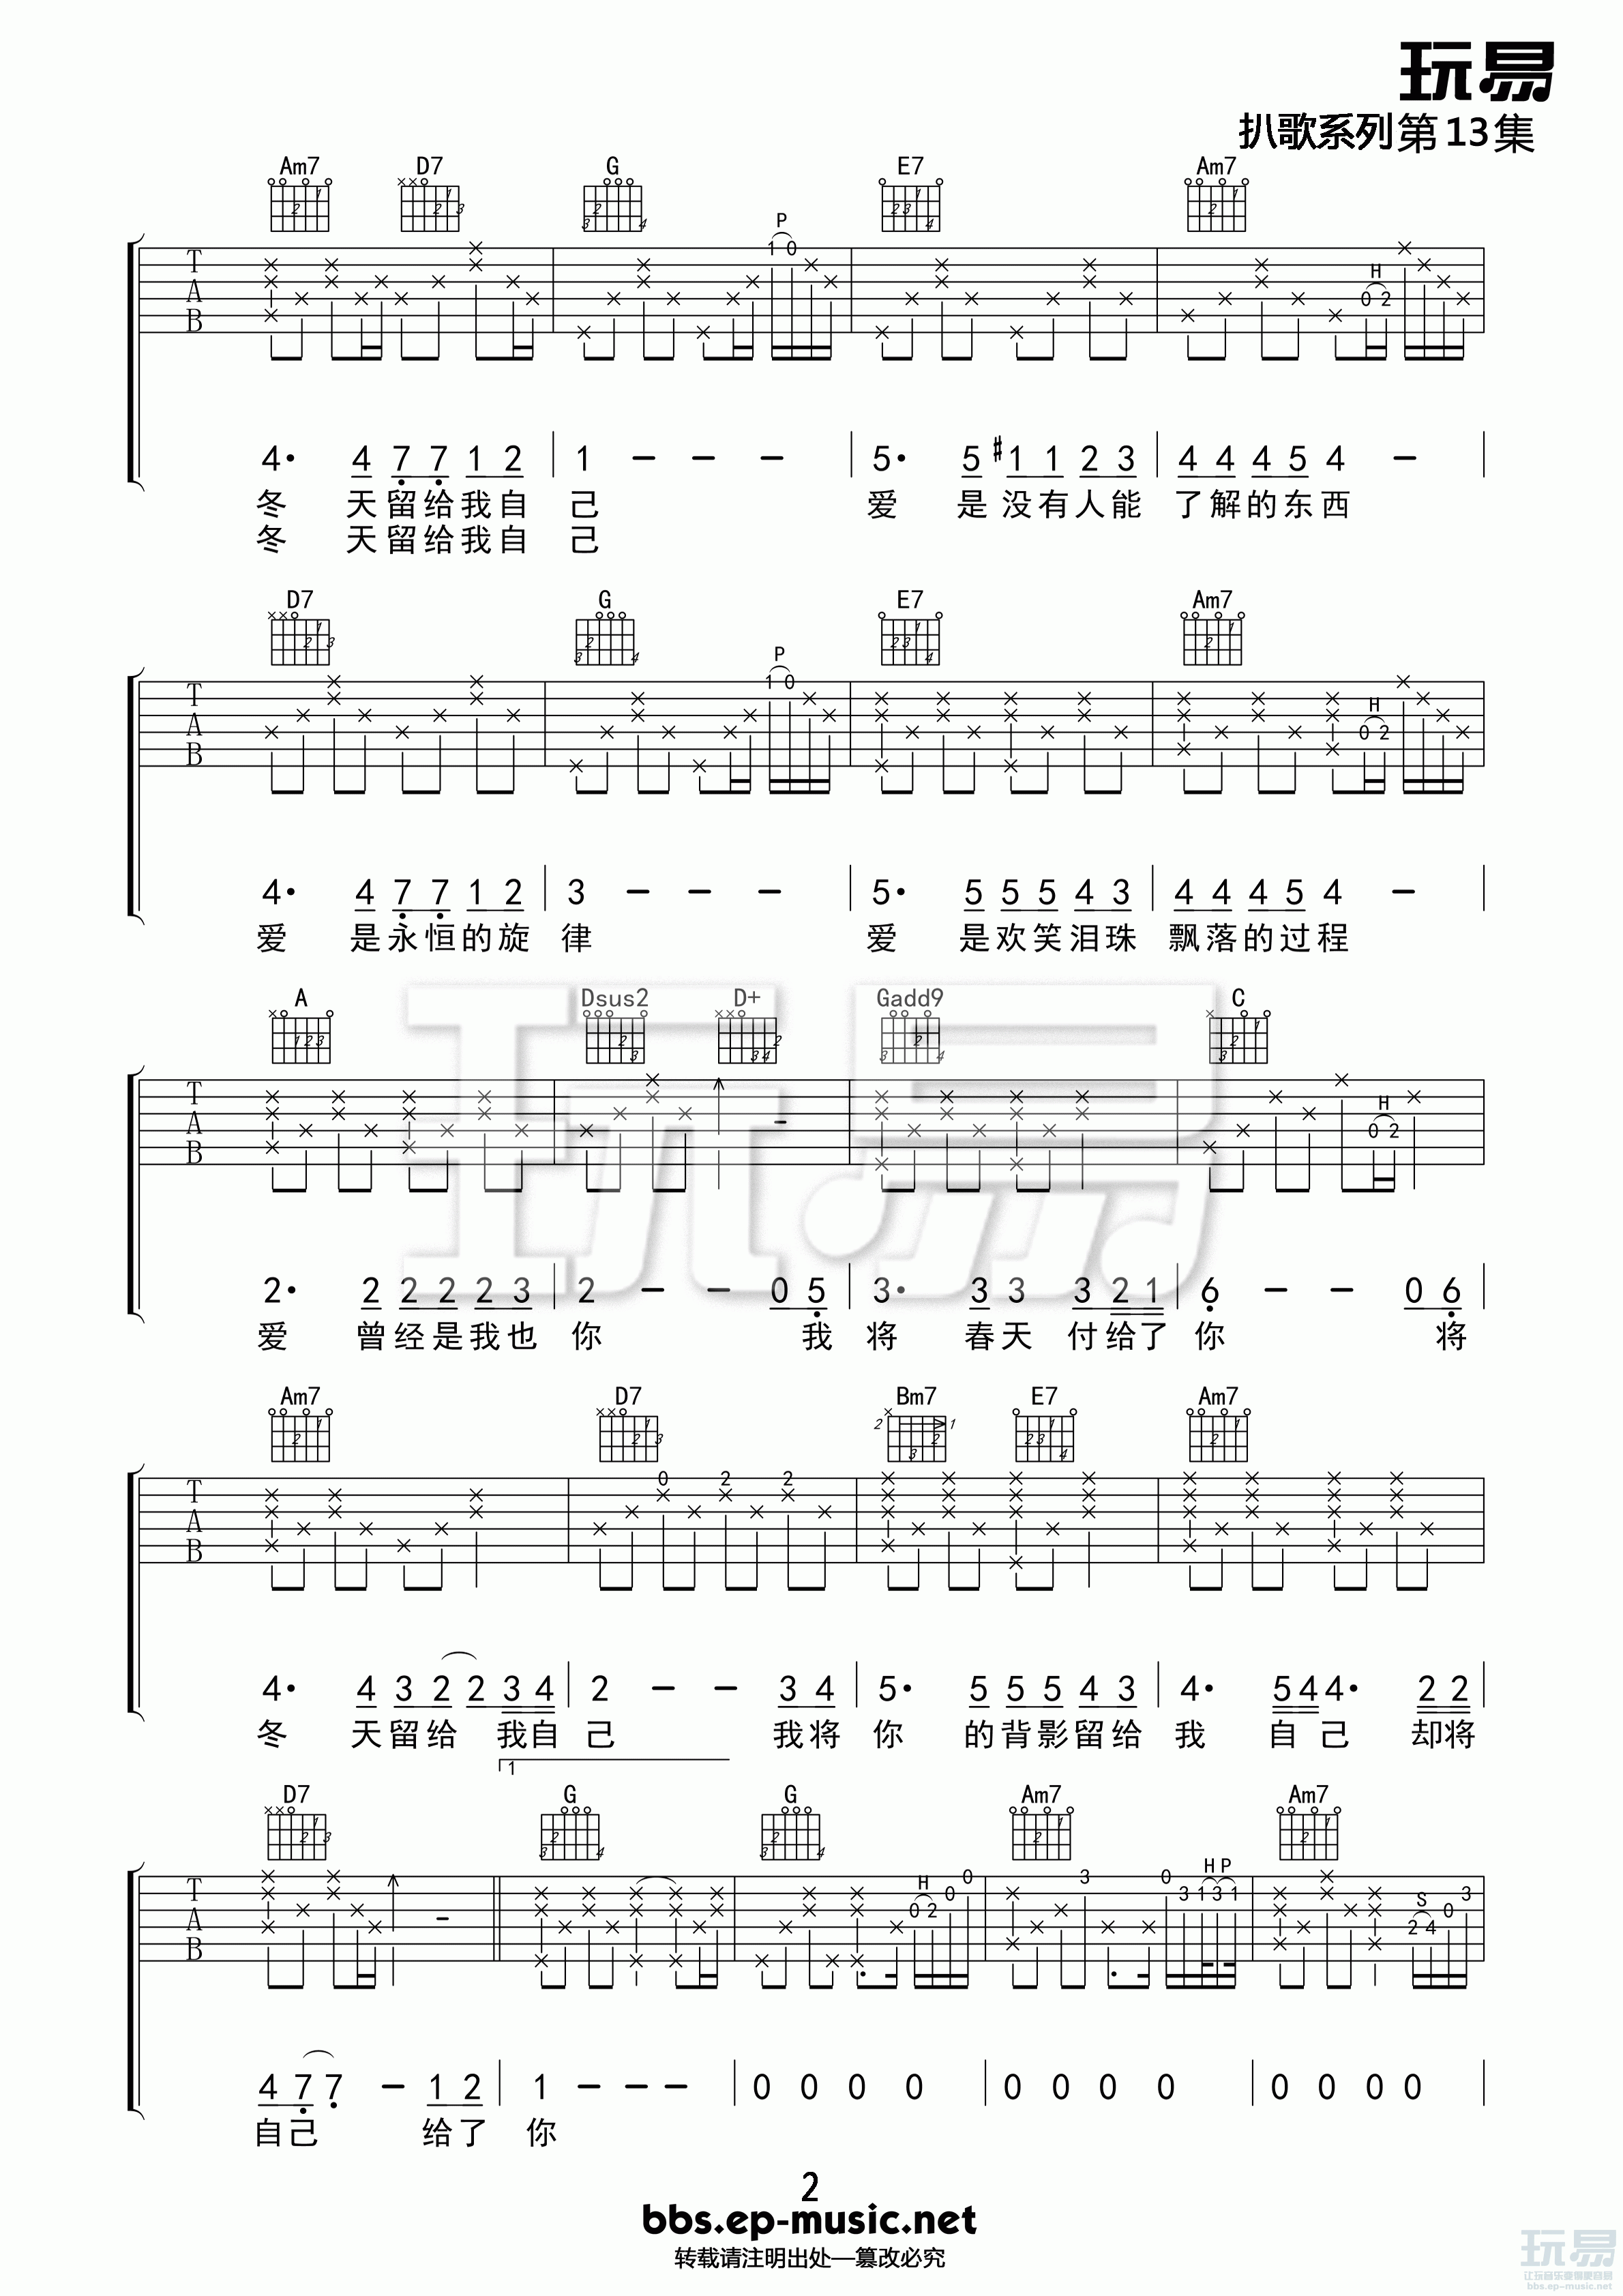 玩易
扒歌系列第13集
Am7 D7 G E7 Am7
P
1 0
H
0 2
T A B
4· 4 7 7 1 2 1 – – – 5· 5 #1 1 2 3 4 4 4 5 4 –
冬 天留给我自 己 爱 是没有人能 了解的东西
冬 天留给我自 己
D7 G E7 Am7
P
1 0
H
0 2
T A B
4· 4 7 7 1 2 3 – – – 5· 5 5 5 4 3 4 4 4 5 4 –
爱 是永恒的旋 律 爱 是欢笑泪珠 飘落的过程
A Dsus2 D+ Gadd9 C
H
0 2
T A B
2· 2 2 2 2 3 2 – – 0 5 3· 3 3 3 2 1 6 – – 0 6
爱 曾经是我也 你 我 将 春天 付给了 你 将
Am7 D7 Bm7 E7 Am7
0 2 2
T A B
4· 4 3 2 2 3 4 2 – – 3 4 5· 5 5 5 4 3 4· 5 4 4· 2 2
冬 天留给 我自 己 我将 你 的背影留给 我 自己 却将
1
D7 G G Am7 Am7
H
0 2 0 0
3 0
H P
3 1 3 1
S
2 4 0 3
T A B
4 7 7 – 1 2 1 – – – 0 0 0 0 0 0 0 0 0 0 0 0
自己 给了 你
2
bbs.ep-music.net
转载请注明出处—篡改必究
玩易
让玩音乐变得更容易
bbs.ep-music.net